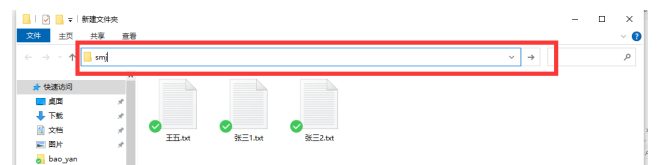 新建文件夹
文件 主页 共享 查看
smj
快速访问
桌面
下载
文档
图片
bao_yan
王五.txt 张三1.txt 张三2.txt